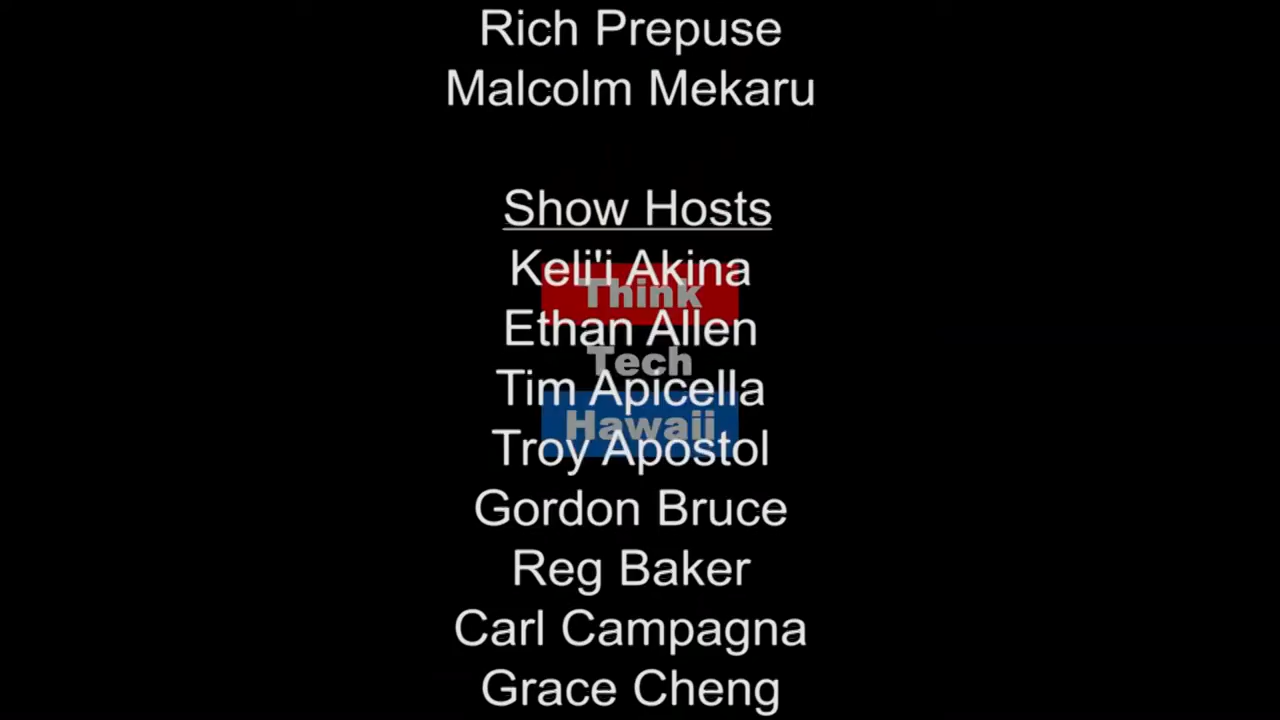 Rich Prepuse
Malcolm Mekaru
Show Hosts
Keli'i Akina
Think
Ethan Allen
Tech
Tim Apicella
Hawaii
Troy Apostol
Gordon Bruce
Reg Baker
Carl Campagna
Grace Cheng